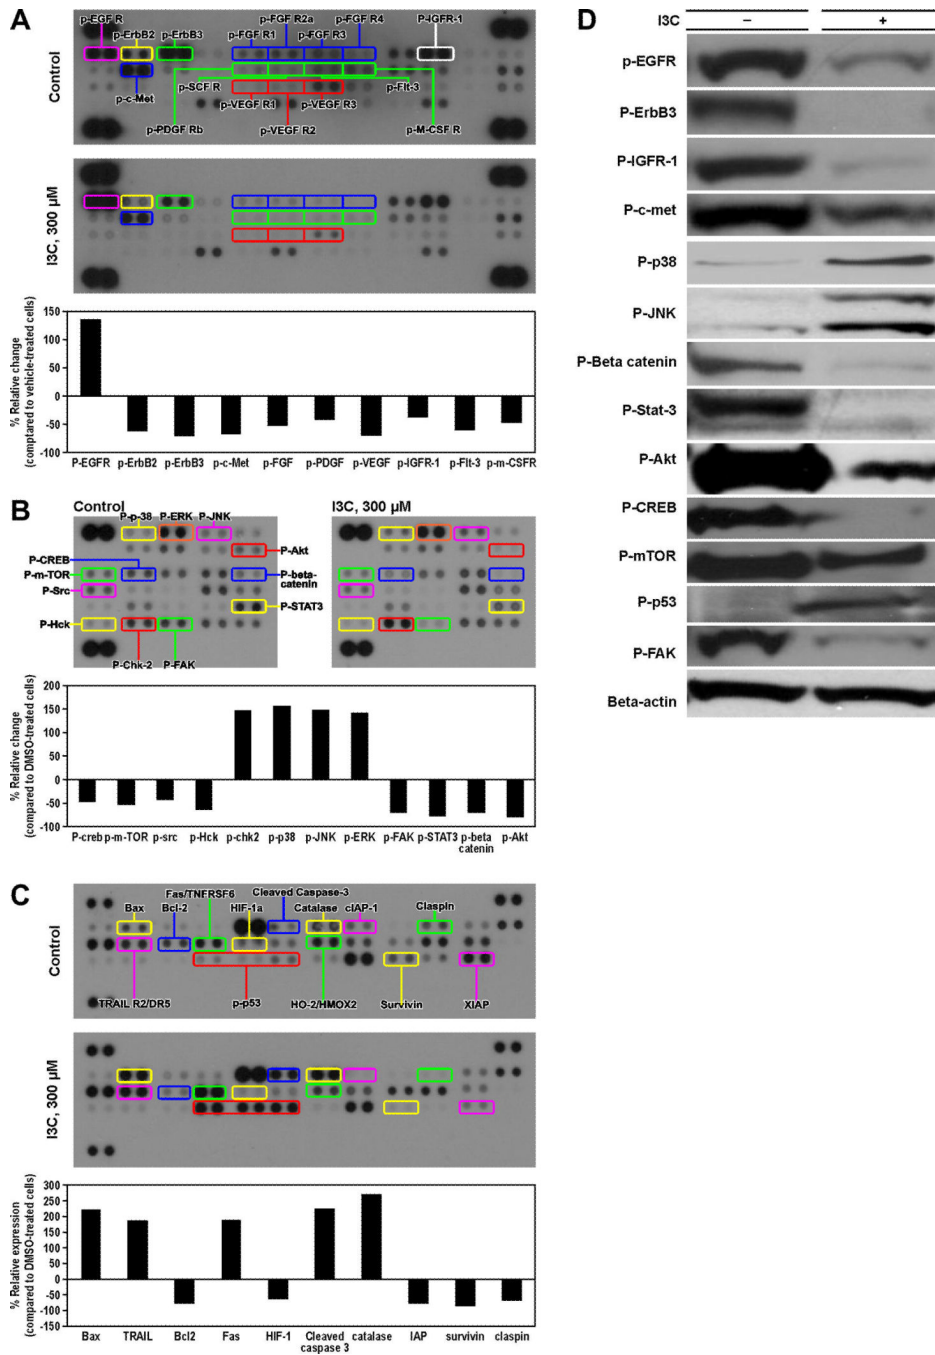 A
p-EGF R
p-FGF R2a
p-FGF R4
p-ErbB2
p-ErbB3
p-FGF R1
p-FGF R3
P-IGFR-1
Control
p-c-Met
p-SCF R
p-Flt-3
p-VEGF R1
p-VEGF R3
p-PDGF Rb
p-VEGF R2
p-M-CSF R
I3C, 300 µM
% Relative change
(compared to vehicle-treated cells)
150
100
50
0
-50
-100
P-EGFR p-ErbB2 p-ErbB3 p-c-Met p-FGF p-PDGF p-VEGF p-IGFR-1 p-Flt-3 p-m-CSFR
B
Control
I3C, 300 µM
P-p-38 P-ERK P-JNK
P-Akt
P-CREB
P-m-TOR
P-beta-
catenin
P-Src
P-STAT3
P-Hck
P-Chk-2
P-FAK
% Relative change
(compared to DMSO-treated cells)
200
150
100
50
0
-50
-100
P-creb p-m-TOR p-src p-Hck p-chk2 p-p38 p-JNK p-ERK p-FAK p-STAT3 p-beta p-Akt
catenin
C
Fas/TNFRSF6
Cleaved Caspase-3
Bax
Bcl-2
HIF-1a
Catalase
cIAP-1
Claspin
Control
TRAIL R2/DR5
p-p53
HO-2/HMOX2
Survivin
XIAP
I3C, 300 µM
% Relative expression
(compared to DMSO-treated cells)
300
250
200
150
100
50
0
-50
-100
-150
Bax TRAIL Bcl2 Fas HIF-1 Cleaved catalase IAP survivin claspin
caspase 3
D
I3C
– +
p-EGFR
P-ErbB3
P-IGFR-1
P-c-met
P-p38
P-JNK
P-Beta catenin
P-Stat-3
P-Akt
P-CREB
P-mTOR
P-p53
P-FAK
Beta-actin